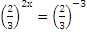 (2/3)^{2x} = (2/3)^{-3}